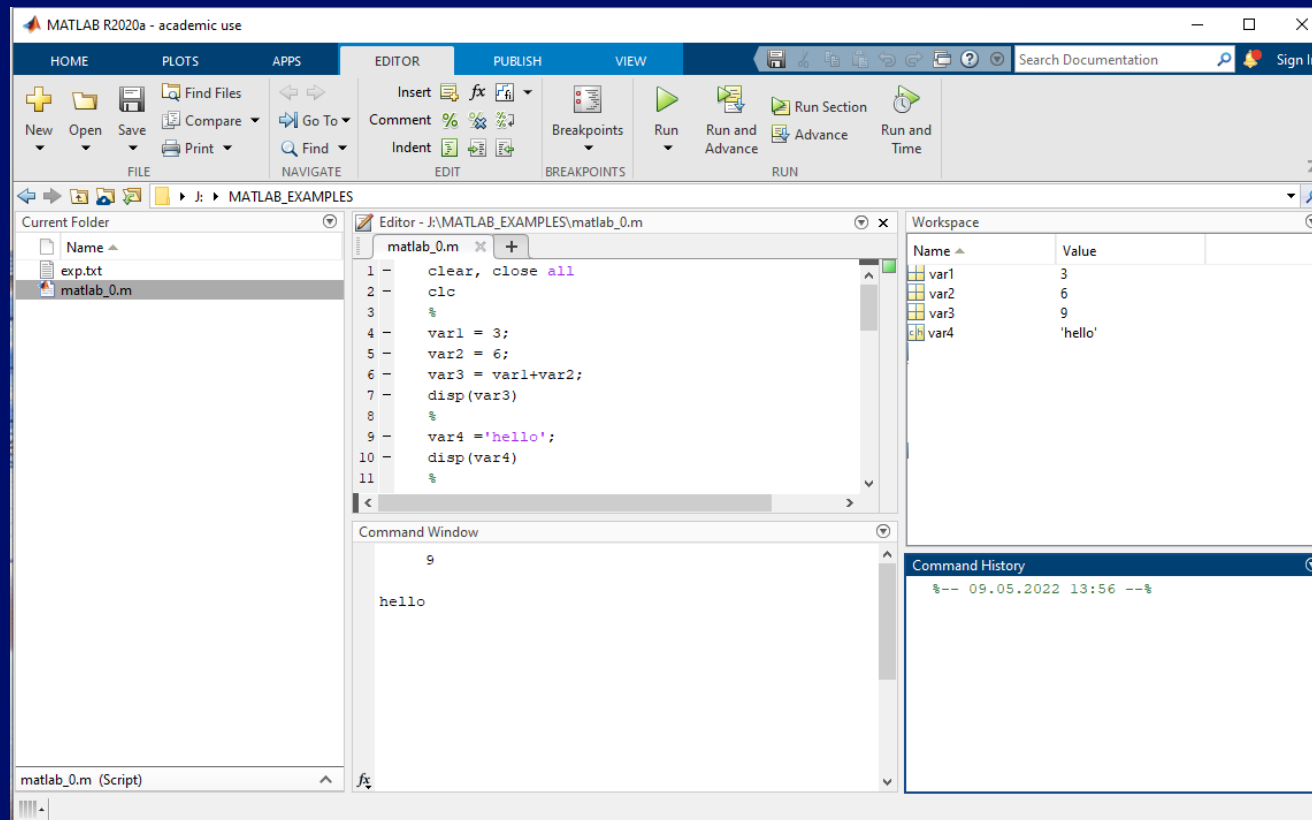 MATLAB R2020a - academic use
HOME PLOTS APPS EDITOR PUBLISH VIEW Search Documentation Sign In
New Open Save Find Files Compare Print
Go To Find
Insert fx
Comment
Indent
Breakpoints
Run Run and Advance Run Section Advance Run and Time
FILE NAVIGATE EDIT BREAKPOINTS RUN
J: MATLAB_EXAMPLES
Current Folder
Name
exp.txt
matlab_0.m
matlab_0.m (Script)
Editor - J:\MATLAB_EXAMPLES\matlab_0.m
matlab_0.m
1 - clear, close all
2 - clc
3 %
4 - var1 = 3;
5 - var2 = 6;
6 - var3 = var1+var2;
7 - disp(var3)
8 %
9 - var4 ='hello';
10 - disp(var4)
11 %
Command Window
9
hello
fx
Workspace
Name Value
var1 3
var2 6
var3 9
ch var4 'hello'
Command History
%-- 09.05.2022 13:56 --%